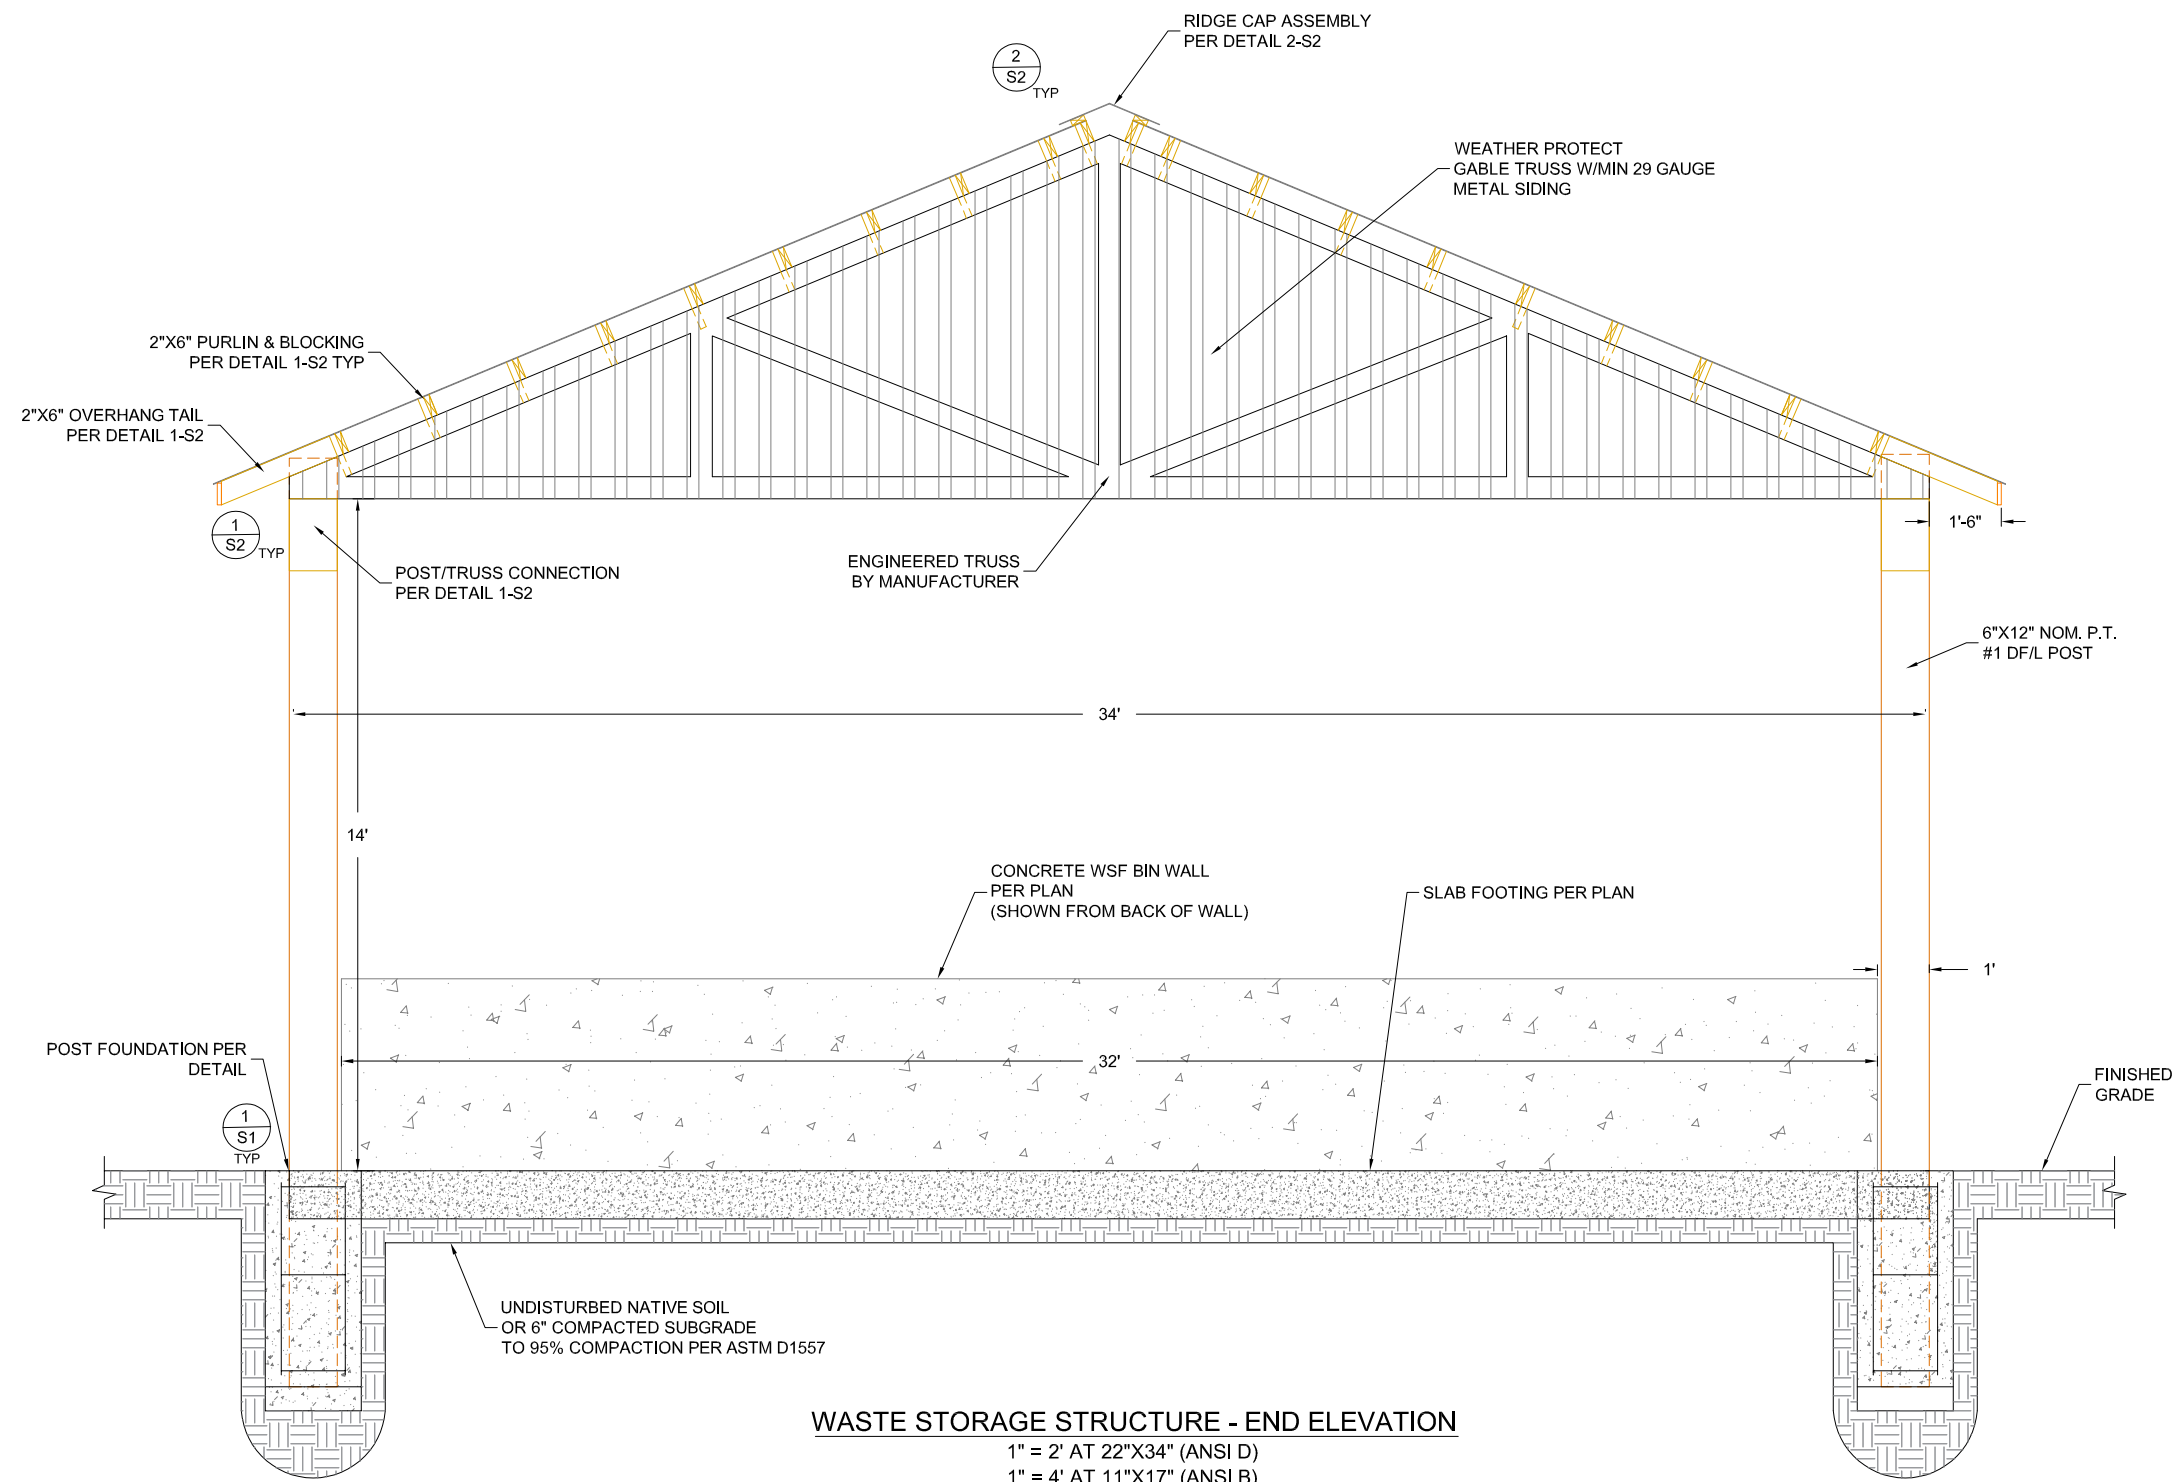 RIDGE CAP ASSEMBLY
PER DETAIL 2-S2
2
S2
TYP
WEATHER PROTECT
GABLE TRUSS W/MIN 29 GAUGE
METAL SIDING
2"X6" PURLIN & BLOCKING
PER DETAIL 1-S2 TYP
2"X6" OVERHANG TAIL
PER DETAIL 1-S2
1
S2
TYP
1'-6"
POST/TRUSS CONNECTION
PER DETAIL 1-S2
ENGINEERED TRUSS
BY MANUFACTURER
6"X12" NOM. P.T.
#1 DF/L POST
34'
14'
CONCRETE WSF BIN WALL
PER PLAN
(SHOWN FROM BACK OF WALL)
SLAB FOOTING PER PLAN
1'
POST FOUNDATION PER
DETAIL
32'
FINISHED
GRADE
1
S1
TYP
UNDISTURBED NATIVE SOIL
OR 6" COMPACTED SUBGRADE
TO 95% COMPACTION PER ASTM D1557
WASTE STORAGE STRUCTURE - END ELEVATION
1" = 2' AT 22"X34" (ANSI D)
1" = 4' AT 11"X17" (ANSI B)